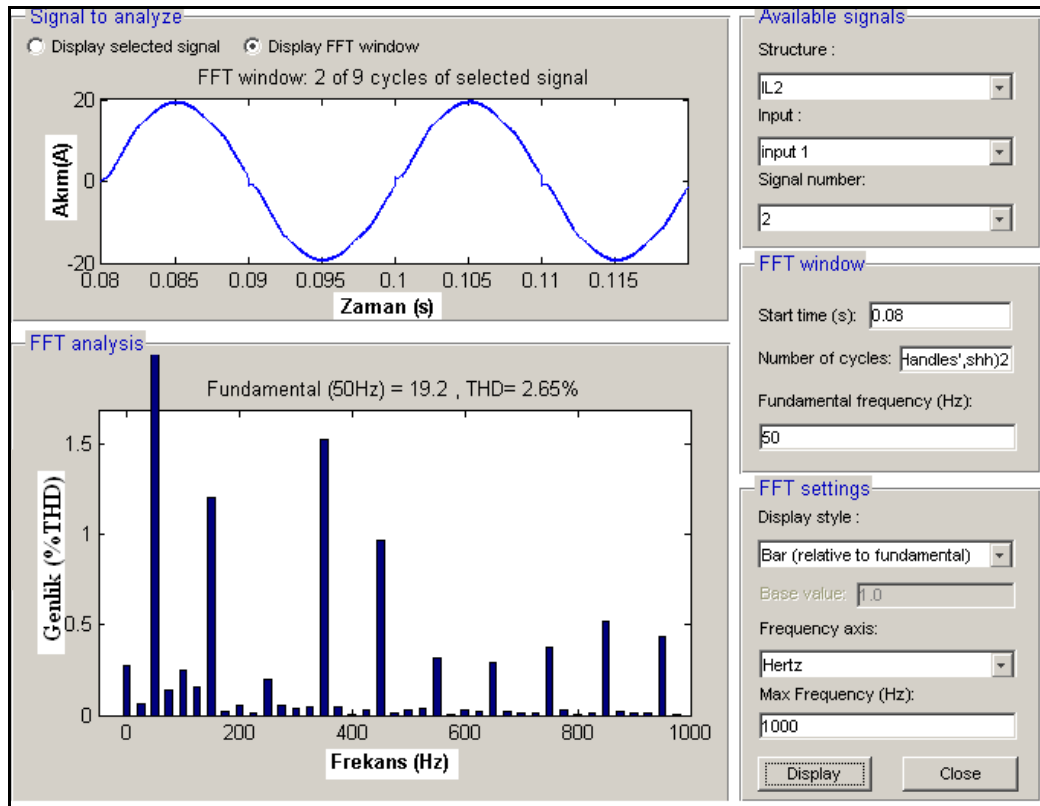 Signal to analyze
Display selected signal
Display FFT window
FFT window: 2 of 9 cycles of selected signal
20
0
-20
Akım(A)
0.08 0.085 0.09 0.095 0.1 0.105 0.11 0.115
Zaman (s)
FFT analysis
Fundamental (50Hz) = 19.2 , THD= 2.65%
1.5
1
0.5
0
Genlik (%THD)
0 200 400 600 800 1000
Frekans (Hz)
Available signals
Structure :
IL2
Input :
input 1
Signal number:
2
FFT window
Start time (s): 0.08
Number of cycles: Handles',shh)2
Fundamental frequency (Hz):
50
FFT settings
Display style :
Bar (relative to fundamental)
Base value: 1.0
Frequency axis:
Hertz
Max Frequency (Hz):
1000
Display
Close